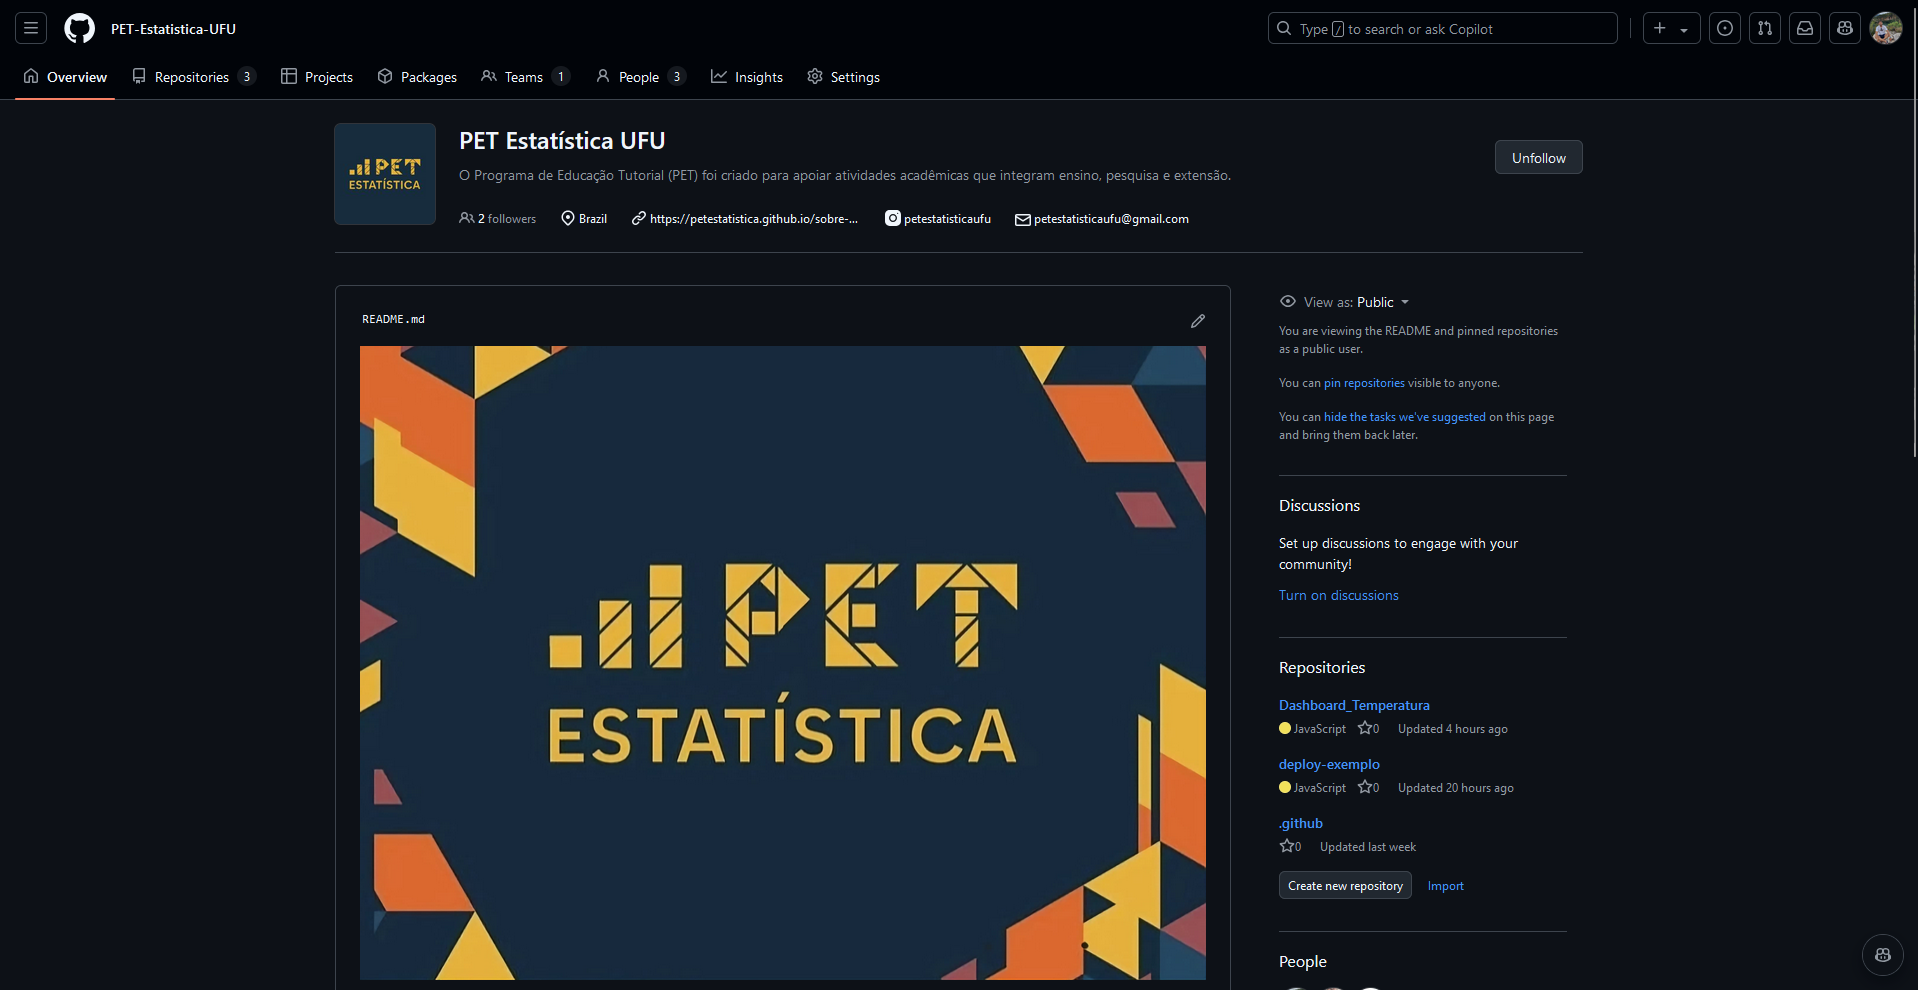 PET-Estatistica-UFU
Type / to search or ask Copilot
Overview
Repositories 3
Projects
Packages
Teams 1
People 3
Insights
Settings
PET ESTATÍSTICA
PET Estatística UFU
O Programa de Educação Tutorial (PET) foi criado para apoiar atividades acadêmicas que integram ensino, pesquisa e extensão.
Unfollow
2 followers
Brazil
https://petestatistica.github.io/sobre-...
petestatisticaufu
petestatisticaufu@gmail.com
README.md
PET
ESTATÍSTICA
View as: Public
You are viewing the README and pinned repositories
as a public user.
You can pin repositories visible to anyone.
You can hide the tasks we've suggested on this page
and bring them back later.
Discussions
Set up discussions to engage with your
community!
Turn on discussions
Repositories
Dashboard_Temperatura
JavaScript 0 Updated 4 hours ago
deploy-exemplo
JavaScript 0 Updated 20 hours ago
.github
0 Updated last week
Create new repository
Import
People